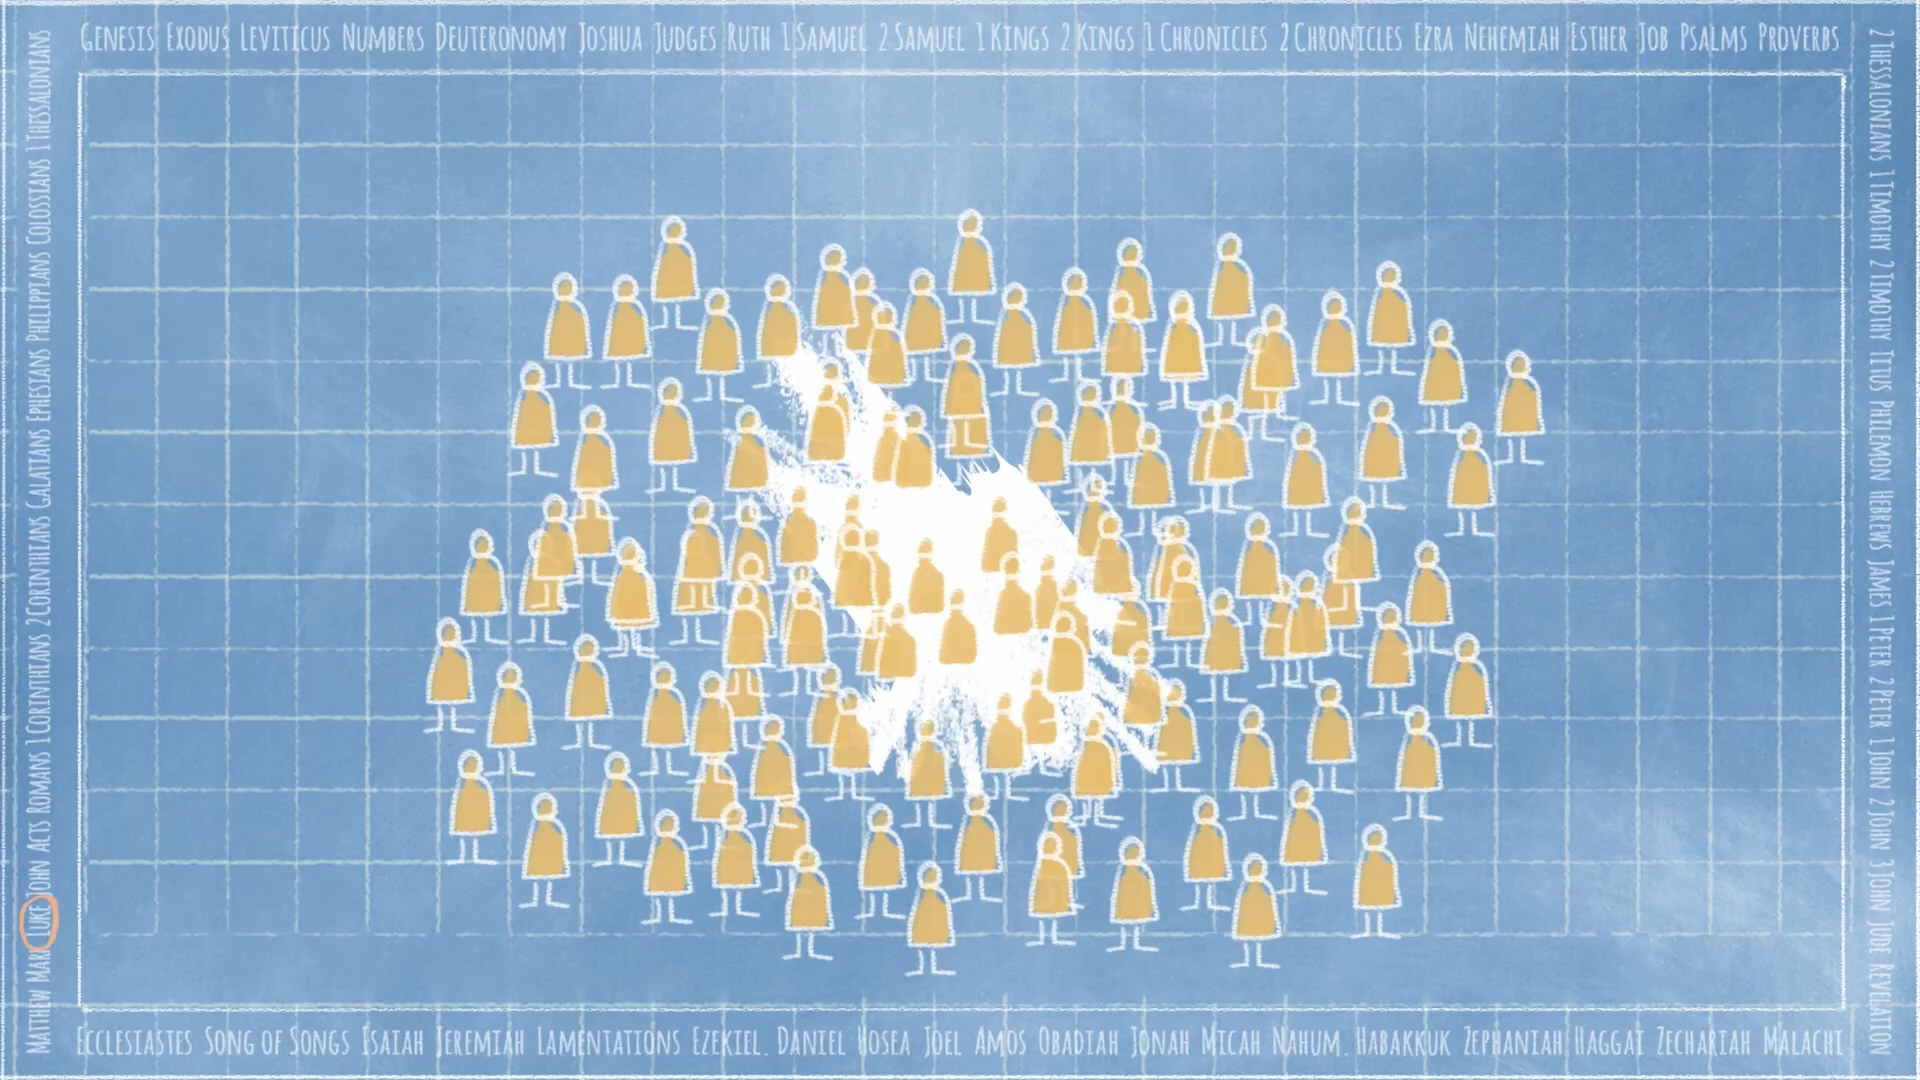 Genesis Exodus Leviticus Numbers Deuteronomy Joshua Judges Ruth 1 Samuel 2 Samuel 1 Kings 2 Kings 1 Chronicles 2 Chronicles Ezra Nehemiah Esther Job Psalms Proverbs
Ecclesiastes Song of Songs Isaiah Jeremiah Lamentations Ezekiel. Daniel Hosea Joel Amos Obadiah Jonah Micah Nahum. Habakkuk Zephaniah Haggai Zechariah Malachi
Matthew Mark Luke John Acts Romans 1 Corinthians 2 Corinthians Galatians Ephesians Philippians Colossians 1 Thessalonians
2 Thessalonians 1 Timothy 2 Timothy Titus Philemon Hebrews James 1 Peter 2 Peter 1 John 2 John 3 John Jude Revelation